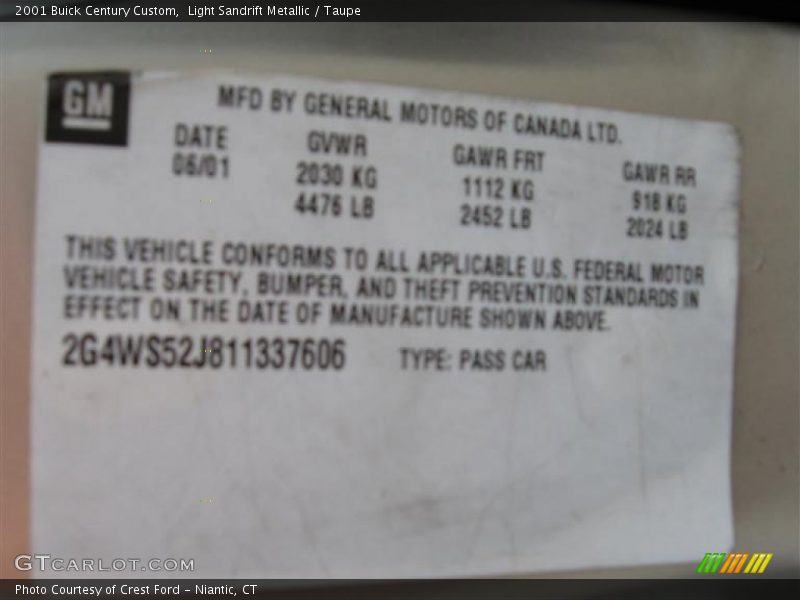 2001 Buick Century Custom,  Light Sandrift Metallic / Taupe
GM
MFD BY GENERAL MOTORS OF CANADA LTD.
DATE GVWR GAWR FRT GAWR RR
06/01 2030 KG 1112 KG 918 KG
4476 LB 2452 LB 2024 LB
THIS VEHICLE CONFORMS TO ALL APPLICABLE U.S. FEDERAL MOTOR
VEHICLE SAFETY, BUMPER, AND THEFT PREVENTION STANDARDS IN
EFFECT ON THE DATE OF MANUFACTURE SHOWN ABOVE.
2G4WS52J811337606 TYPE: PASS CAR
GTCARLOT.COM
Photo Courtesy of Crest Ford - Niantic, CT